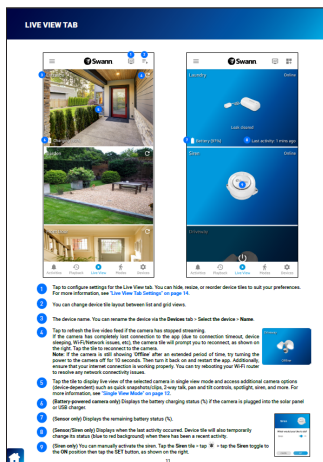 LIVE VIEW TAB
Swann
Charging
Garden
Activities Playback Live View Modes Devices
Swann
Laundry Online
Leak cleared
Battery (91%) Last activity: 1 mins ago
Siren Online
Driveway
Activities Playback Live View Modes Devices
1 Tap to configure settings for the Live View tab. You can hide, resize, or reorder device tiles to suit your preferences.
For more information, see "Live View Tab Settings" on page 14.
2 You can change device tile layout between list and grid views.
3 The device name. You can rename the device via the Devices tab > Select the device > Name.
4 Tap to refresh the live video feed if the camera has stopped streaming.
If the camera has completely lost connection to the app (due to connection timeout, device
sleeping, Wi-Fi/Network issues, etc), the camera tile will prompt you to reconnect, as shown on
the right. Tap the tile to reconnect to the camera.
Note: If the camera is still showing 'Offline' after an extended period of time, try turning the
power to the camera off for 10 seconds. Then turn it back on and restart the app. Additionally,
ensure that your internet connection is working properly. You can try rebooting your Wi-Fi router
to resolve any network connectivity issues.
5 Tap the tile to display live view of the selected camera in single view mode and access additional camera options
(device-dependent) such as quick snapshots/clips, 2-way talk, pan and tilt controls, spotlight, siren, and more. For
more information, see "Single View Mode" on page 12.
6 (Battery-powered camera only) Displays the battery charging status (%) if the camera is plugged into the solar panel
or USB charger.
7 (Sensor only) Displays the remaining battery status (%).
8 (Sensor/Siren only) Displays when the last activity occurred. Device tile will also temporarily
change its status (blue to red background) when there has been a recent activity.
9 (Siren only) You can manually activate the siren. Tap the Siren tile > tap > tap the Siren toggle to
the ON position then tap the SET button, as shown on the right.
11